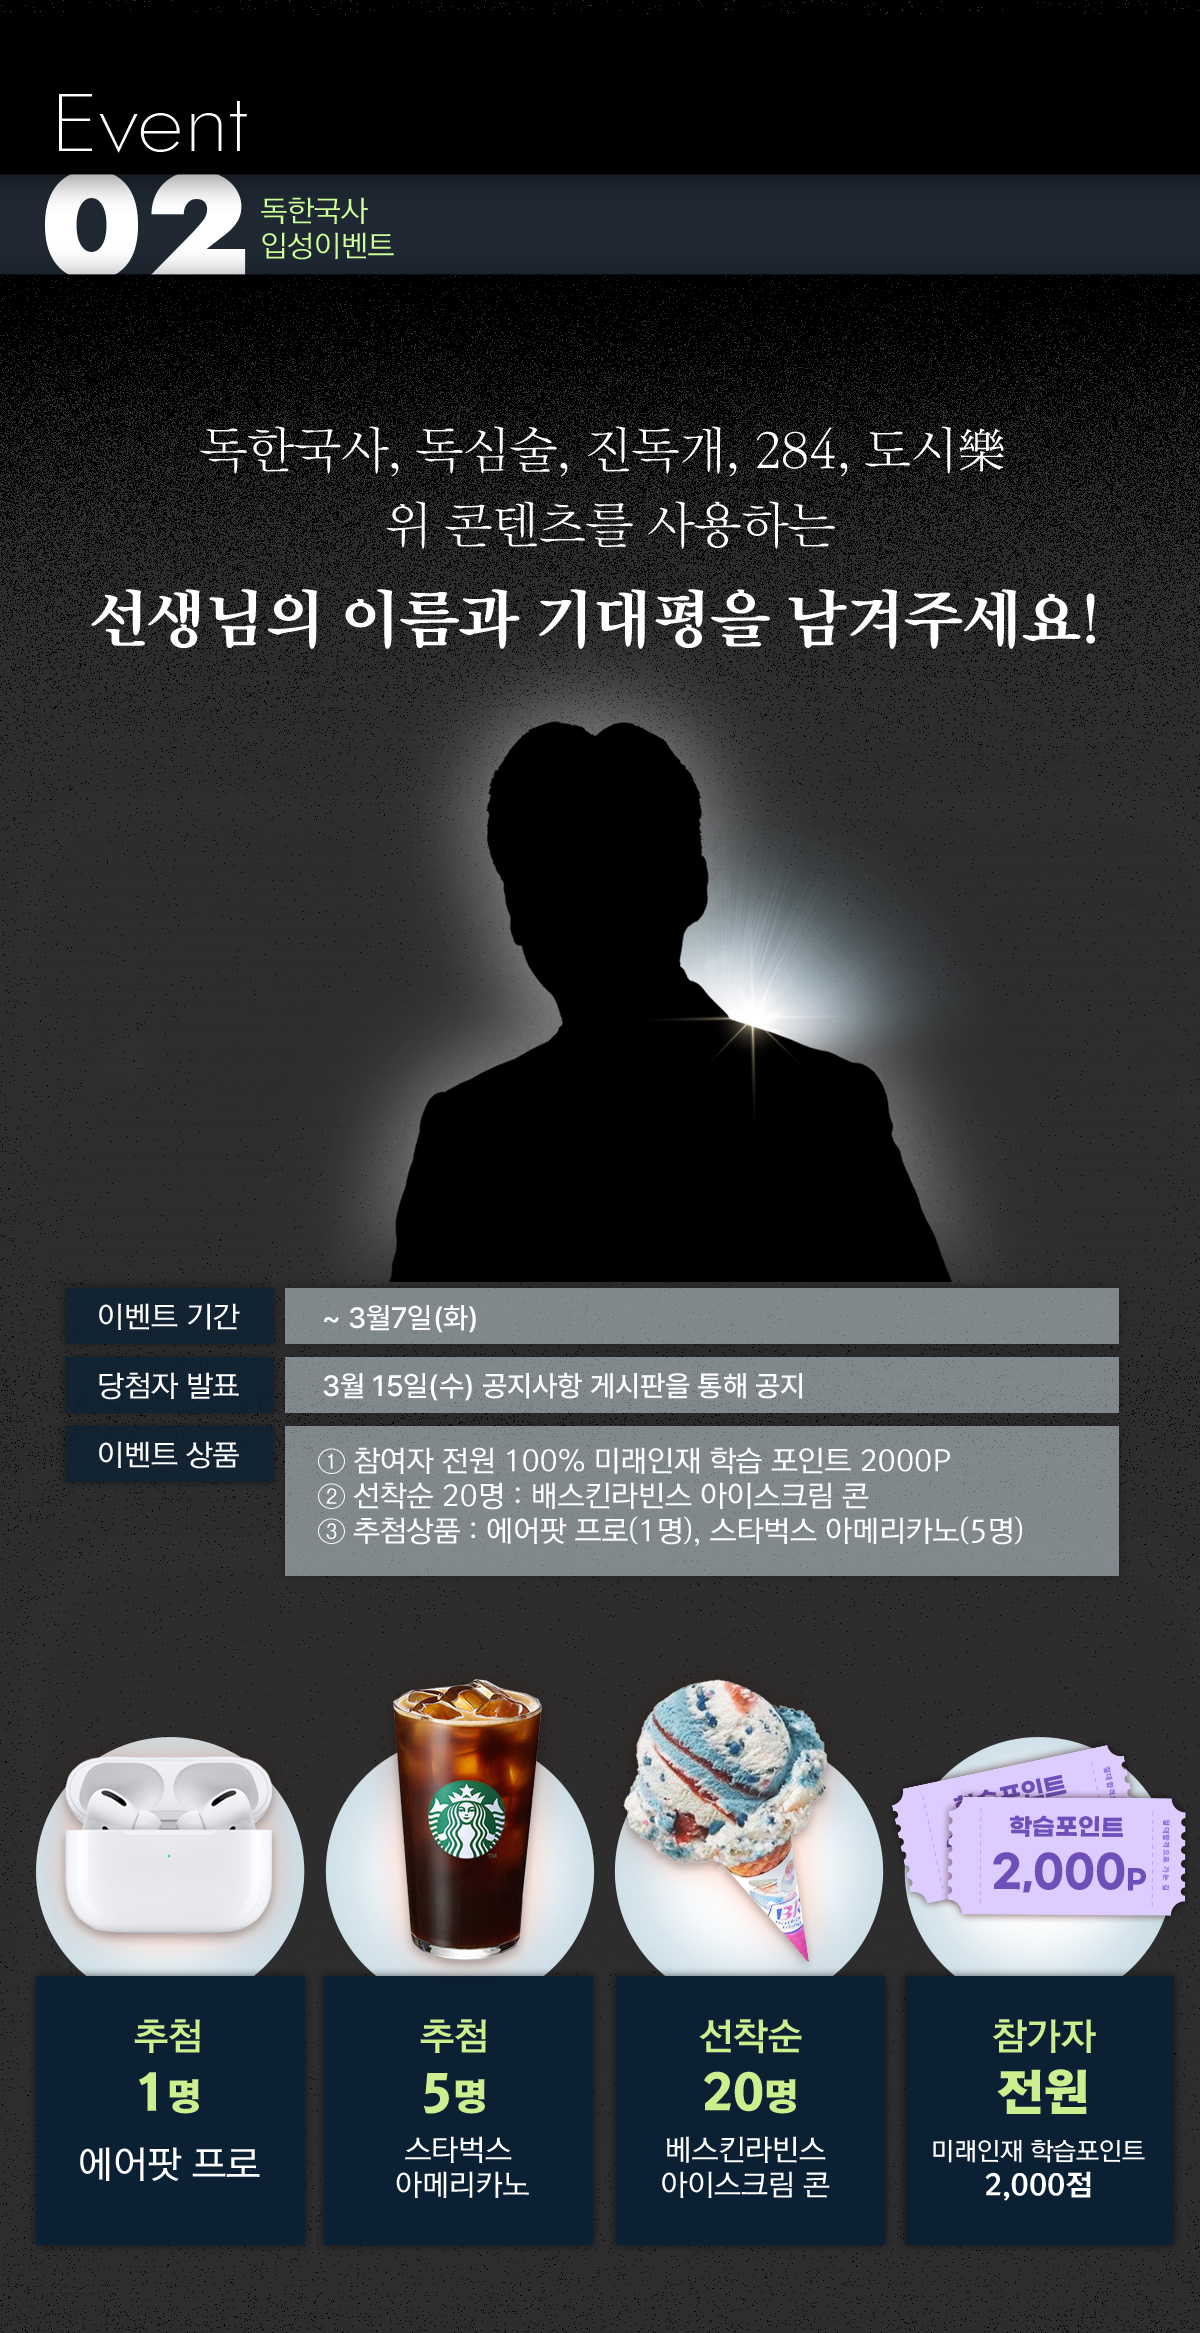 Event
02
독한국사
입성이벤트
독한국사, 독심술, 진독개, 284, 도시樂
위 콘텐츠를 사용하는
선생님의 이름과 기대평을 남겨주세요!
이벤트 기간
~ 3월7일(화)
당첨자 발표
3월 15일(수) 공지사항 게시판을 통해 공지
이벤트 상품
① 참여자 전원 100% 미래인재 학습 포인트 2000P
② 선착순 20명 : 배스킨라빈스 아이스크림 콘
③ 추첨상품 : 에어팟 프로(1명), 스타벅스 아메리카노(5명)
학습포인트
2,000P
추첨
1명
에어팟 프로
추첨
5명
스타벅스
아메리카노
선착순
20명
베스킨라빈스
아이스크림 콘
참가자
전원
미래인재 학습포인트
2,000점